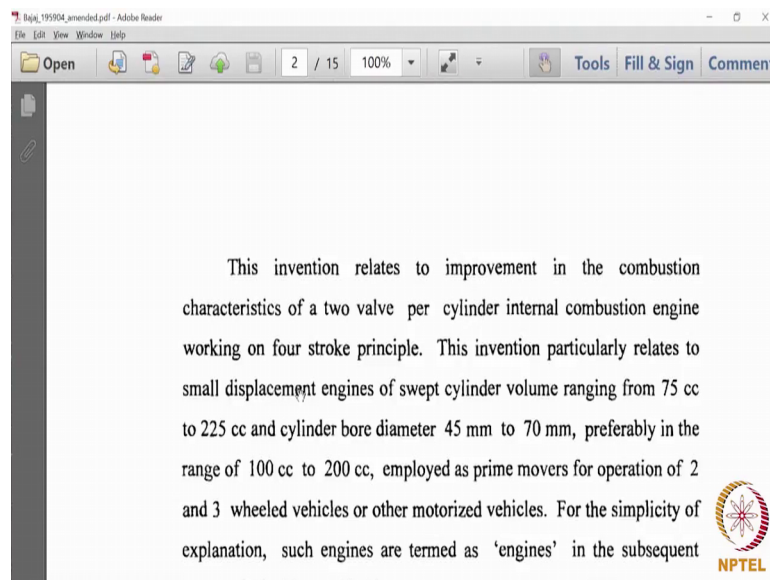 Bajaj_195904_amended.pdf - Adobe Reader
File Edit View Window Help
Open 2 / 15 100% Tools Fill & Sign Commen
This invention relates to improvement in the combustion
characteristics of a two valve per cylinder internal combustion engine
working on four stroke principle. This invention particularly relates to
small displacement engines of swept cylinder volume ranging from 75 cc
to 225 cc and cylinder bore diameter 45 mm to 70 mm, preferably in the
range of 100 cc to 200 cc, employed as prime movers for operation of 2
and 3 wheeled vehicles or other motorized vehicles. For the simplicity of
explanation, such engines are termed as ‘engines’ in the subsequent
NPTEL